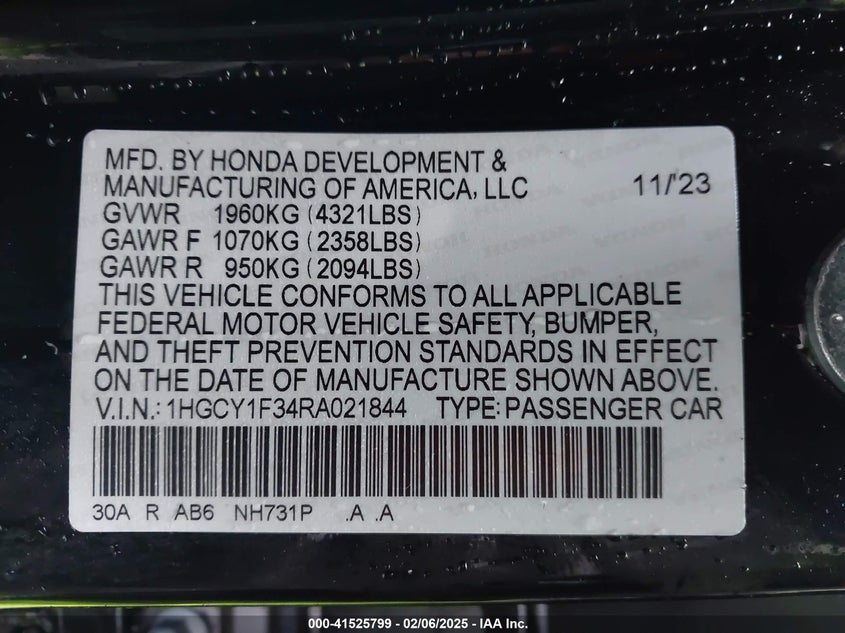 MFD. BY HONDA DEVELOPMENT &
MANUFACTURING OF AMERICA, LLC 11/'23
GVWR 1960KG (4321LBS)
GAWR F 1070KG (2358LBS)
GAWR R 950KG (2094LBS)
THIS VEHICLE CONFORMS TO ALL APPLICABLE
FEDERAL MOTOR VEHICLE SAFETY, BUMPER,
AND THEFT PREVENTION STANDARDS IN EFFECT
ON THE DATE OF MANUFACTURE SHOWN ABOVE.
V.I.N.: 1HGCY1F34RA021844 TYPE: PASSENGER CAR
30A R AB6 NH731P .A .A
000-41525799 - 02/06/2025 - IAA Inc.